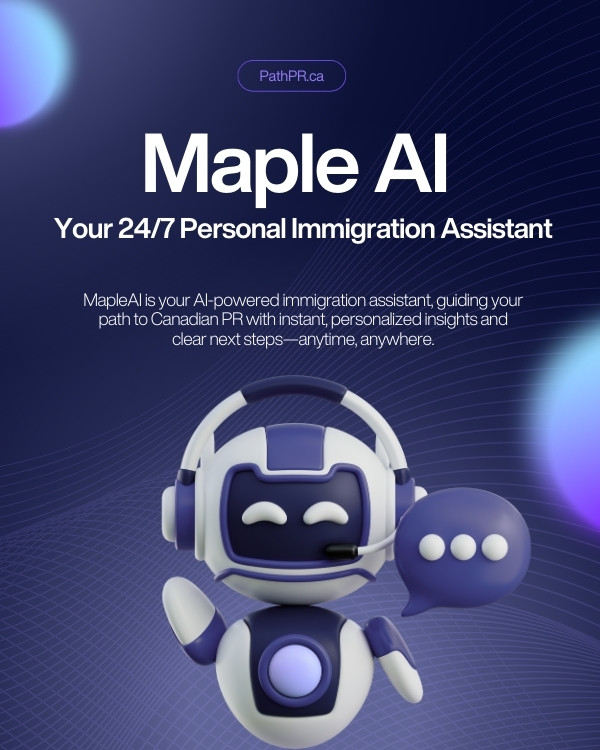 PathPR.ca
Maple AI
Your 24/7 Personal Immigration Assistant
MapleAI is your AI-powered immigration assistant, guiding your
path to Canadian PR with instant, personalized insights and
clear next steps—anytime, anywhere.